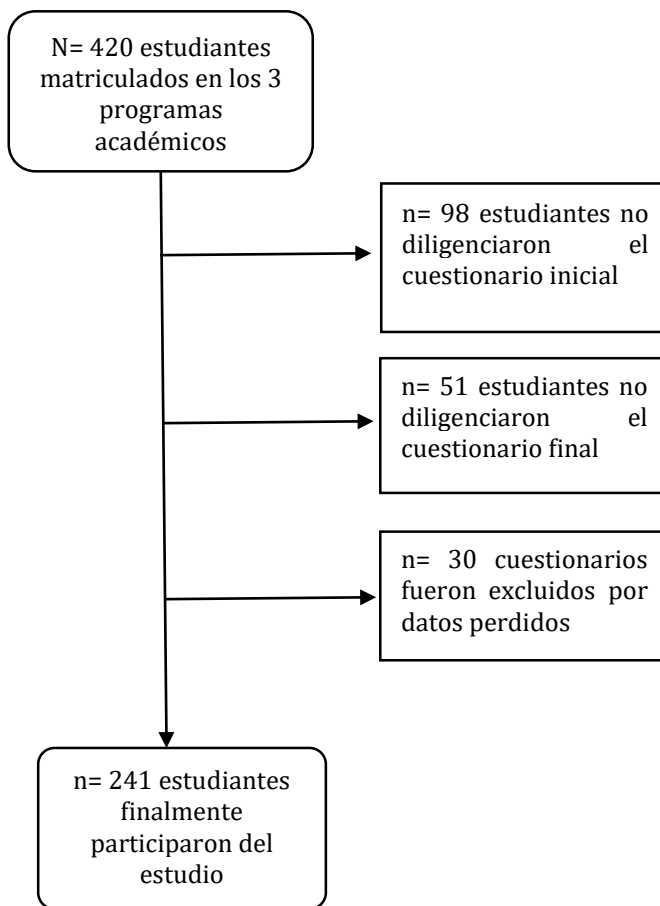 N= 420 estudiantes
matriculados en los 3
programas
académicos
n= 98 estudiantes no
diligenciaron el
cuestionario inicial
n= 51 estudiantes no
diligenciaron el
cuestionario final
n= 30 cuestionarios
fueron excluidos por
datos perdidos
n= 241 estudiantes
finalmente
participaron del
estudio